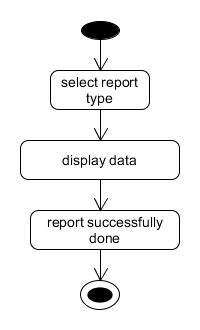 select report
type
display data
report successfully
done